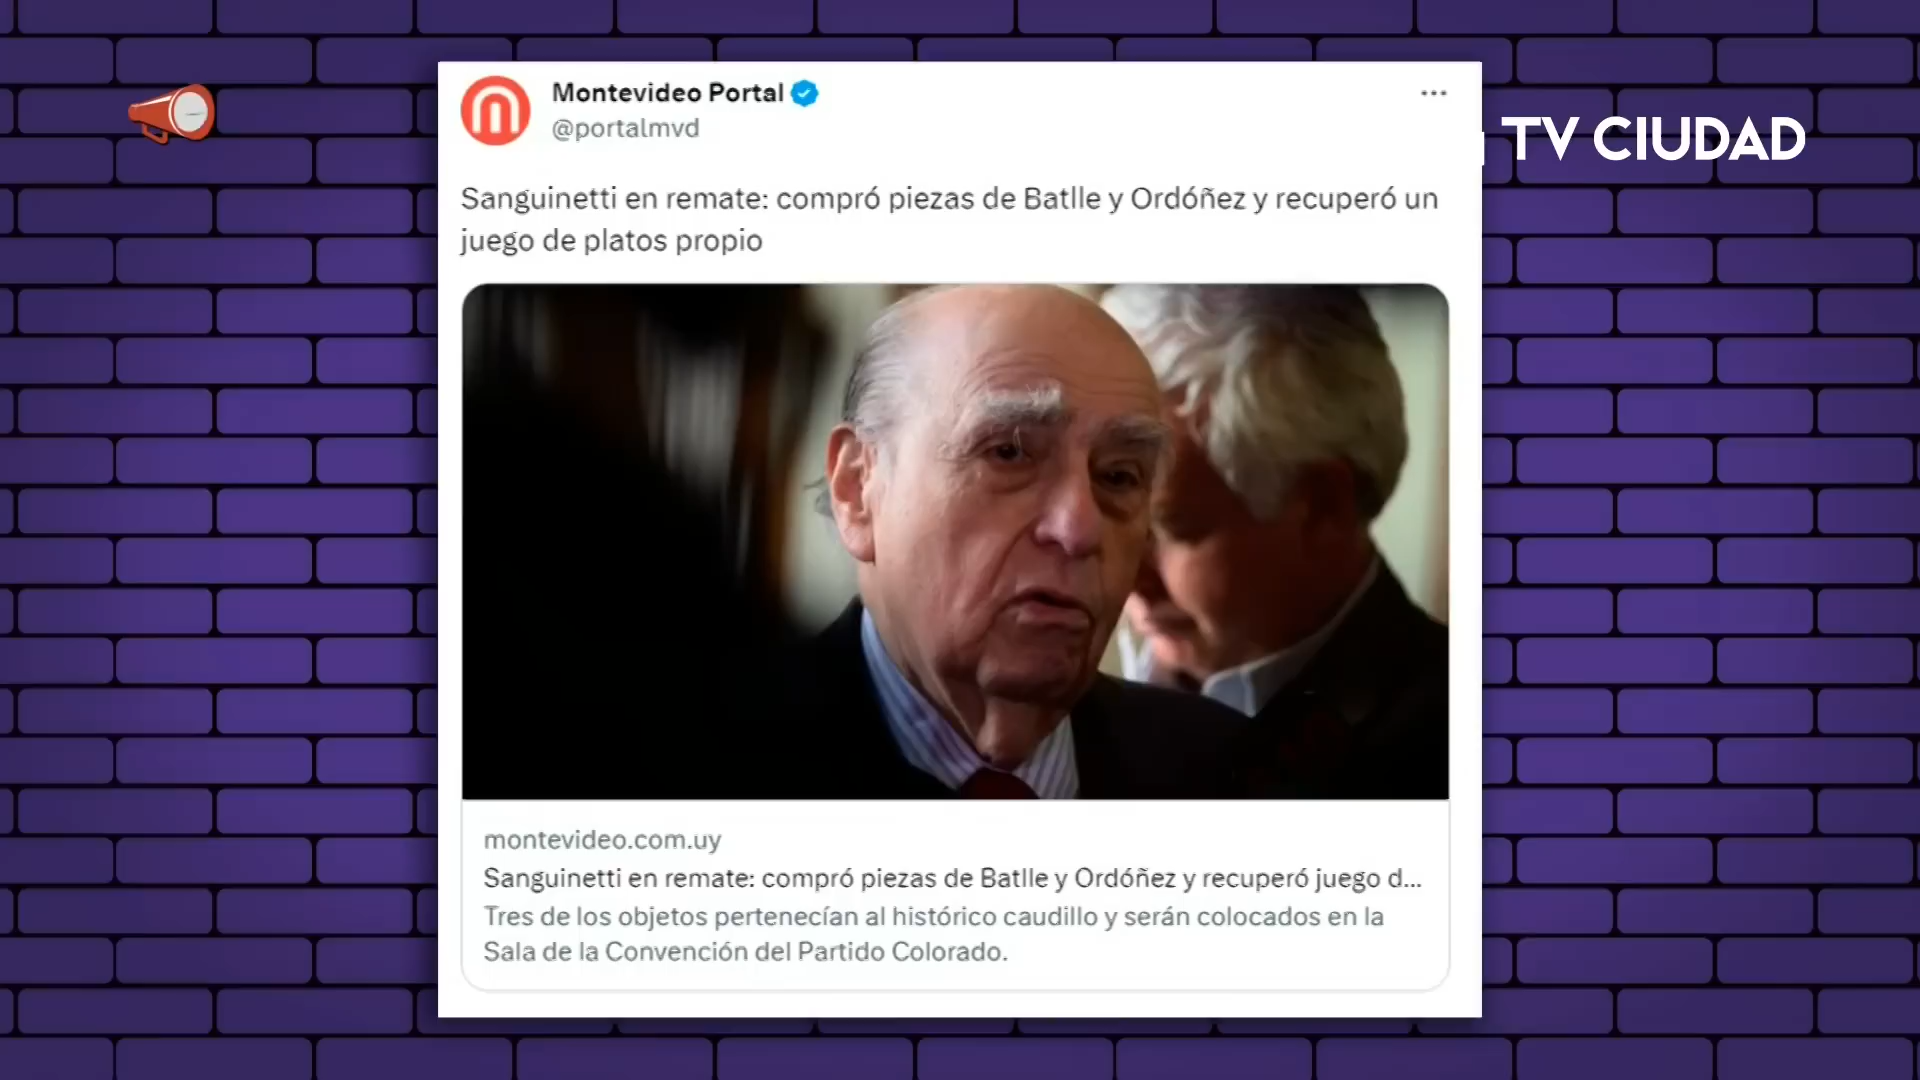 Montevideo Portal
@portalmvd
TV CIUDAD
Sanguinetti en remate: compró piezas de Batlle y Ordóñez y recuperó un
juego de platos propio
montevideo.com.uy
Sanguinetti en remate: compró piezas de Batlle y Ordóñez y recuperó juego d...
Tres de los objetos pertenecían al histórico caudillo y serán colocados en la
Sala de la Convención del Partido Colorado.